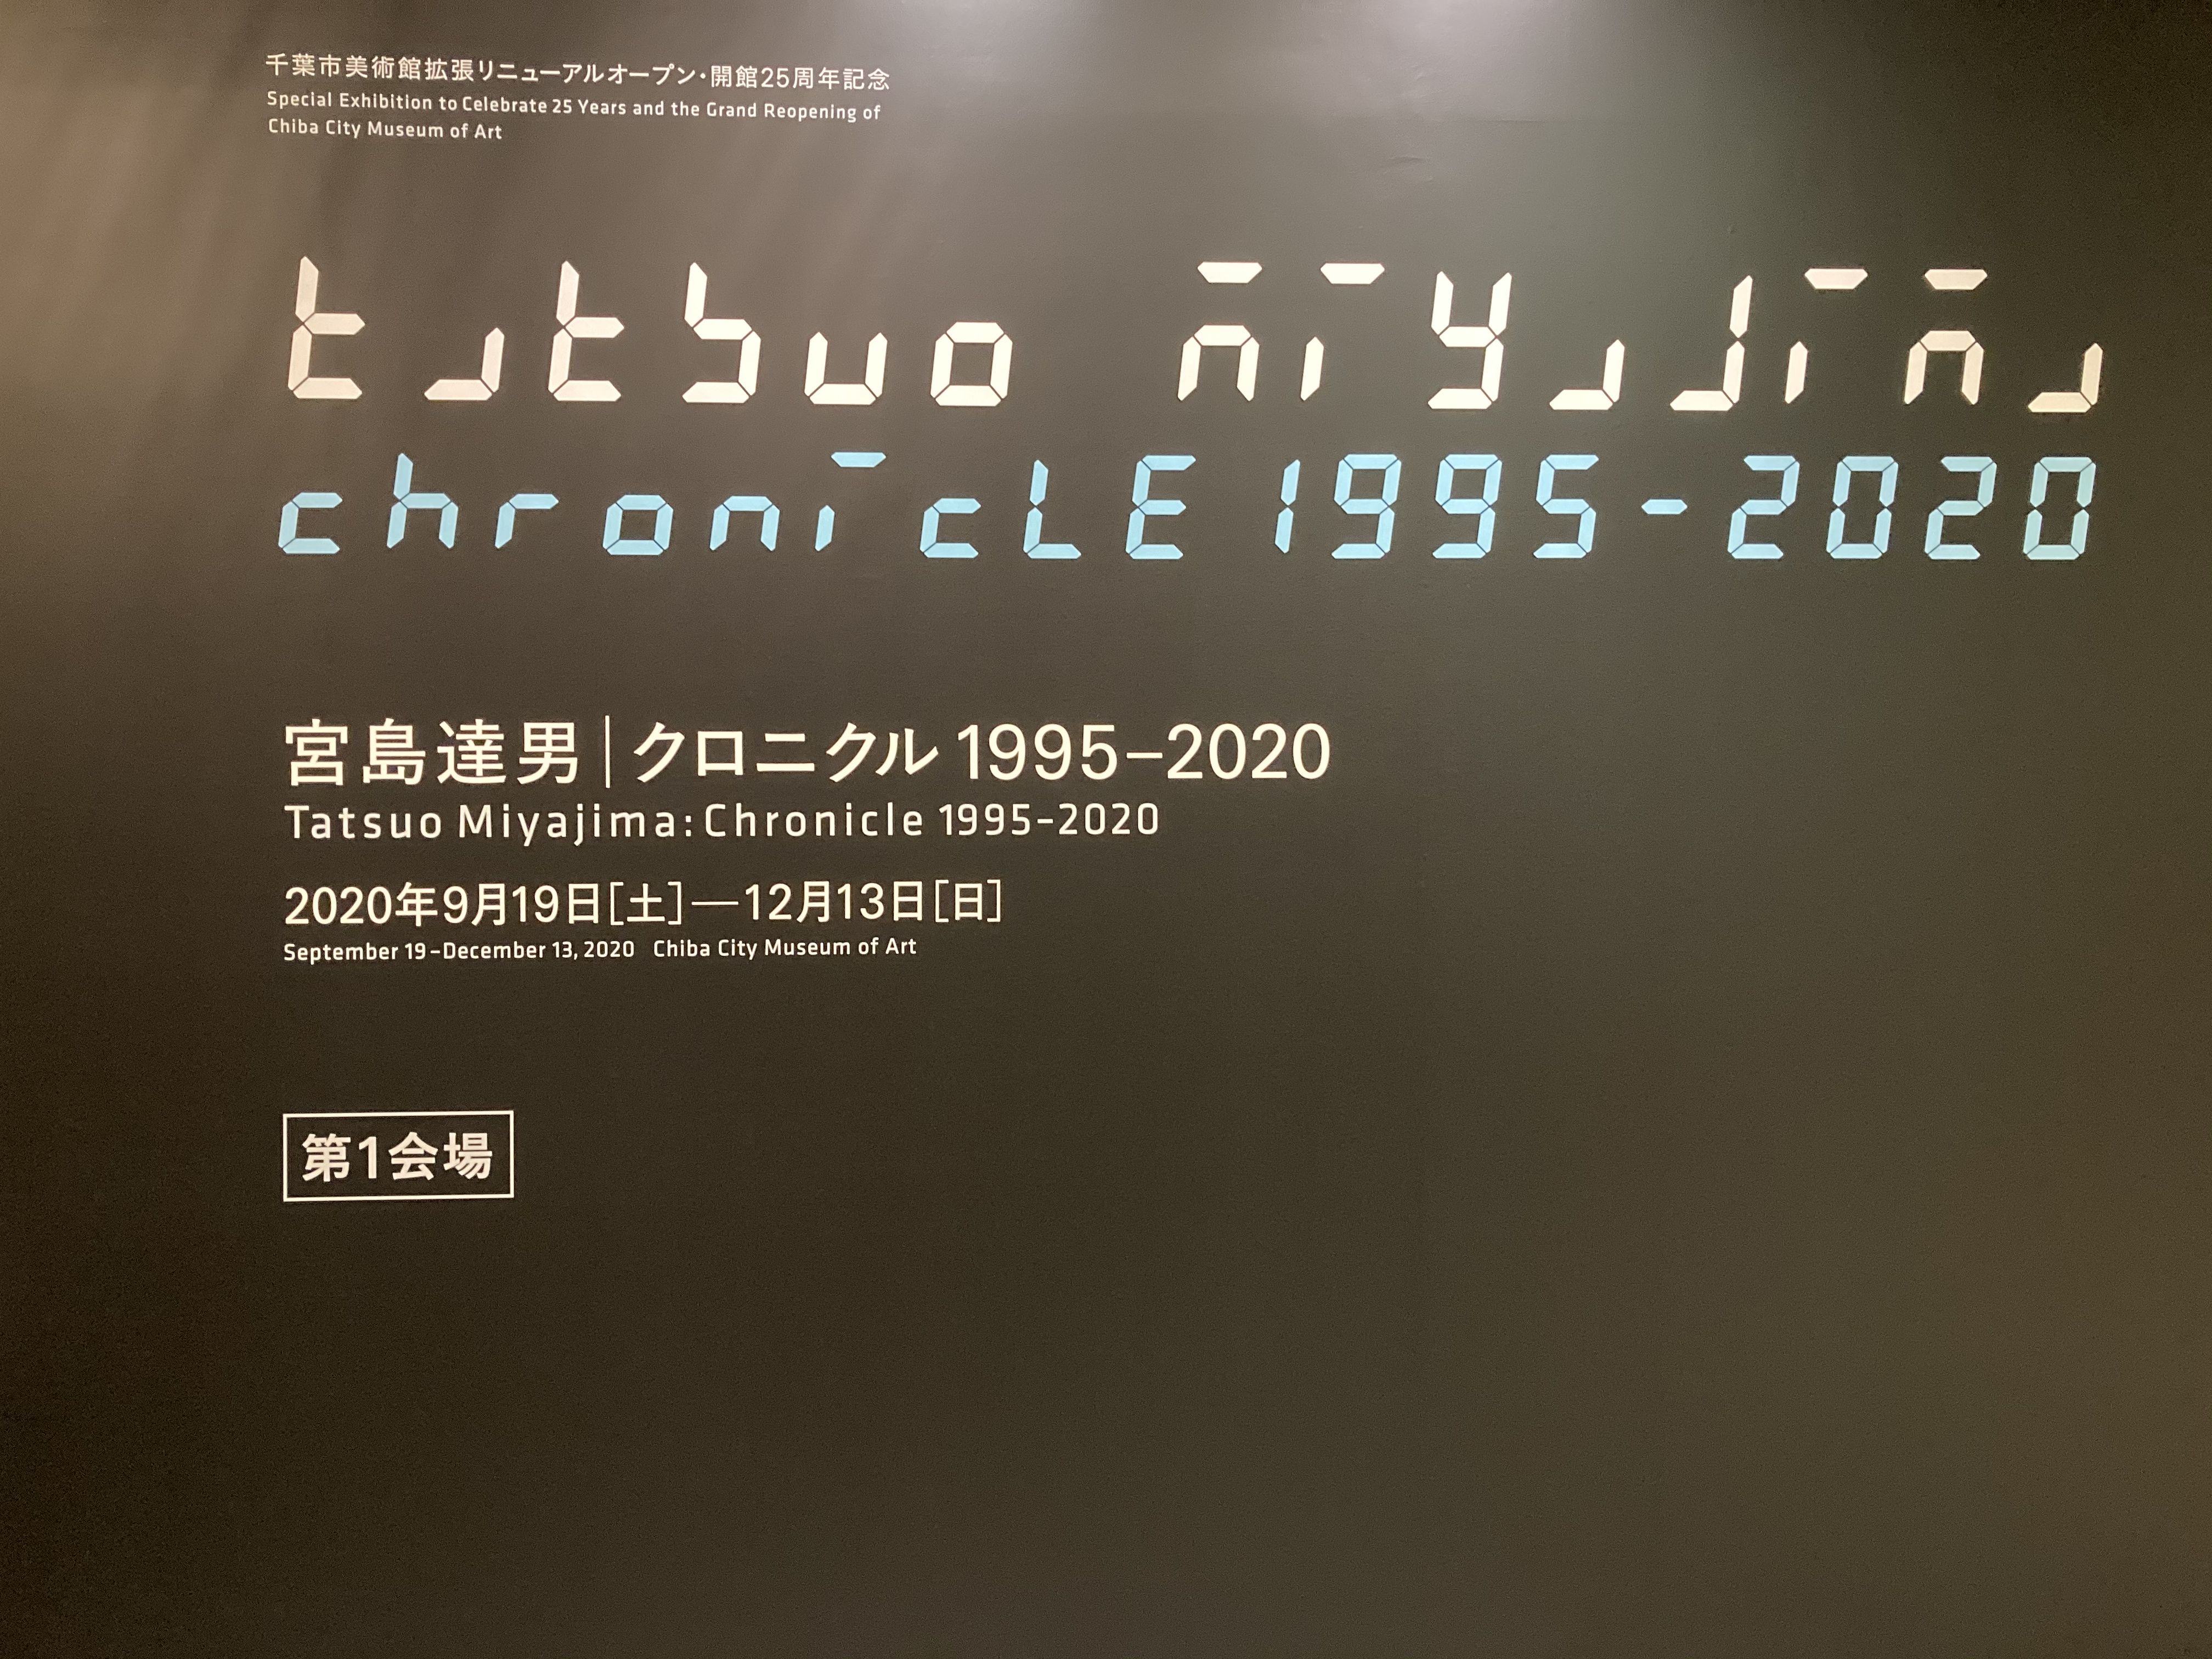 千葉市美術館拡張リニューアルオープン・開館25周年記念
Special Exhibition to Celebrate 25 Years and the Grand Reopening of
Chiba City Museum of Art
tatsuo miyajima
chronicLE 1995-2020
宮島達男|クロニクル 1995–2020
Tatsuo Miyajima: Chronicle 1995-2020
2020年9月19日[土]—12月13日[日]
September 19–December 13, 2020 Chiba City Museum of Art
第1会場